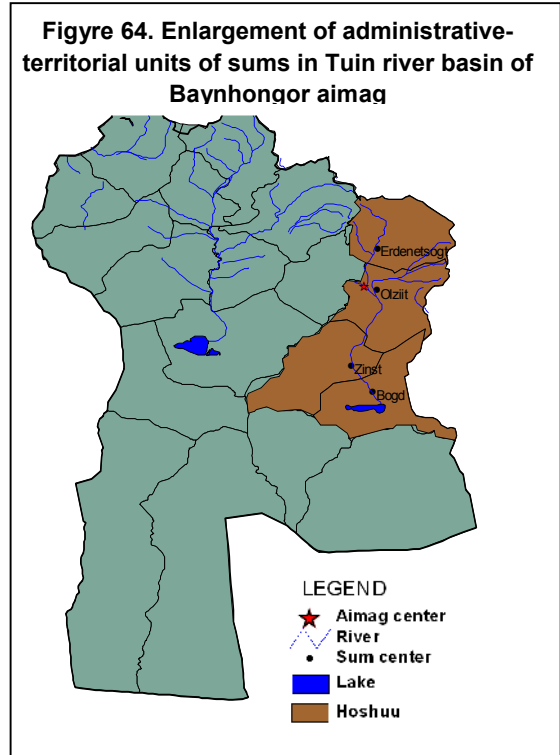 Figyre 64. Enlargement of administrative-
territorial units of sums in Tuin river basin of
Baynhongor aimag
Erdenetsogt
Olziit
Zinst
Bogd
LEGEND
Aimag center
River
Sum center
Lake
Hoshuu